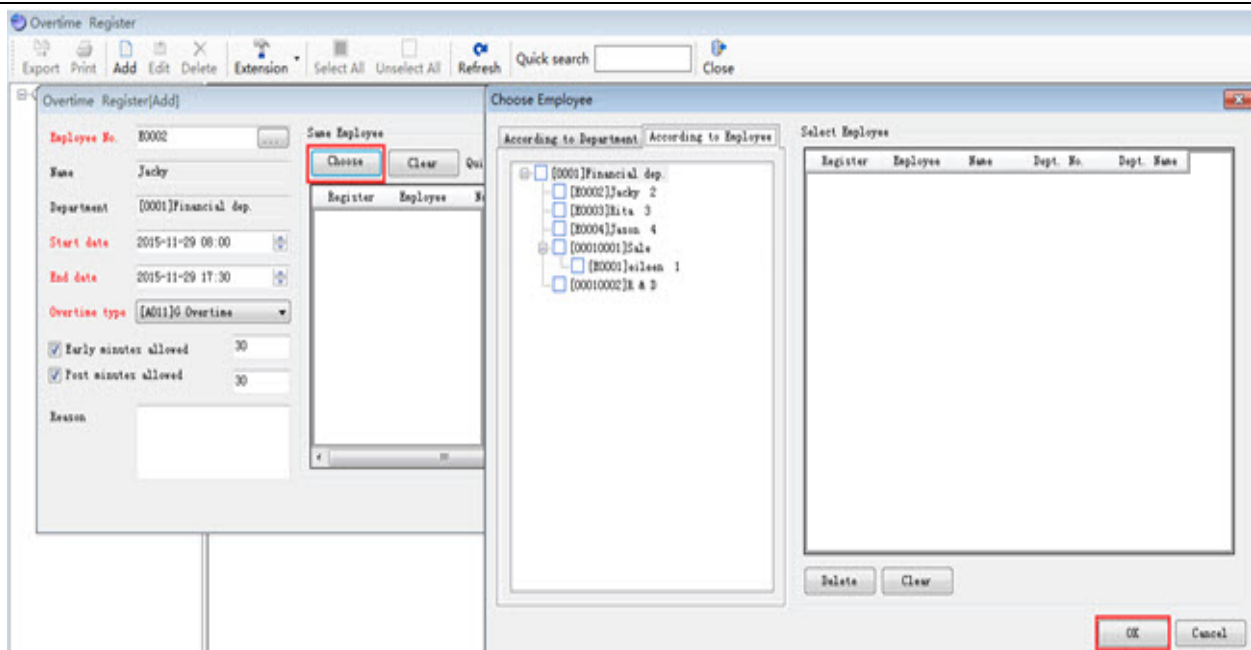 Overtime Register
Export Print Add Edit Delete Extension Select All Unselect All Refresh Quick search Close
Overtime Register[Add]
Employee No. E0002 ...
Name Jacky
Department [0001]Financial dep.
Start date 2015-11-29 08:00
End date 2015-11-29 17:30
Overtime type [A011]G Overtime
Early minutes allowed 30
Post minutes allowed 30
Reason
Same Employee
Choose Clear Qui
Register Employee
Choose Employee
According to Department According to Employee
[0001]Financial dep.
[E0002]Jacky 2
[E0003]Rita 3
[E0004]Jason 4
[00010001]Sale
[E0001]eileen 1
[00010002]R & D
Select Employee
Register Employee Name Dept. No. Dept. Name
Delete Clear
OK Cancel